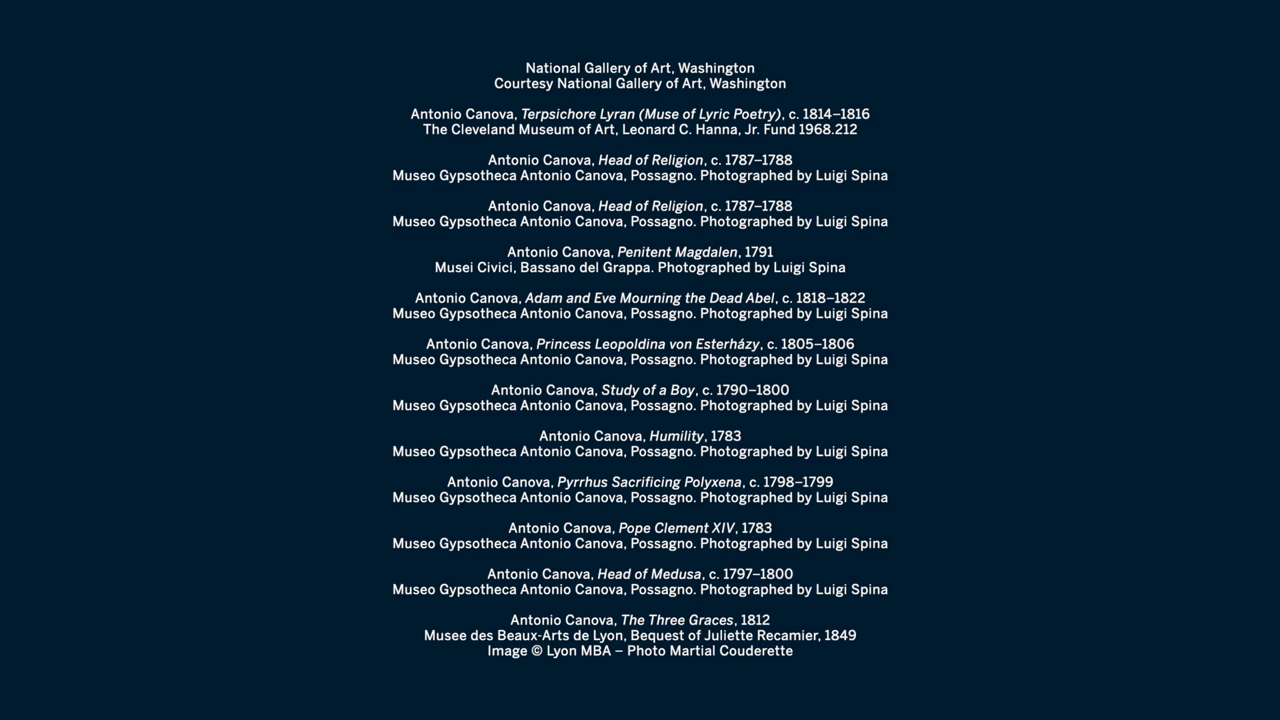 National Gallery of Art, Washington
Courtesy National Gallery of Art, Washington
Antonio Canova, Terpsichore Lyran (Muse of Lyric Poetry), c. 1814–1816
The Cleveland Museum of Art, Leonard C. Hanna, Jr. Fund 1968.212
Antonio Canova, Head of Religion, c. 1787–1788
Museo Gypsotheca Antonio Canova, Possagno. Photographed by Luigi Spina
Antonio Canova, Head of Religion, c. 1787–1788
Museo Gypsotheca Antonio Canova, Possagno. Photographed by Luigi Spina
Antonio Canova, Penitent Magdalen, 1791
Musei Civici, Bassano del Grappa. Photographed by Luigi Spina
Antonio Canova, Adam and Eve Mourning the Dead Abel, c. 1818–1822
Museo Gypsotheca Antonio Canova, Possagno. Photographed by Luigi Spina
Antonio Canova, Princess Leopoldina von Esterházy, c. 1805–1806
Museo Gypsotheca Antonio Canova, Possagno. Photographed by Luigi Spina
Antonio Canova, Study of a Boy, c. 1790–1800
Museo Gypsotheca Antonio Canova, Possagno. Photographed by Luigi Spina
Antonio Canova, Humility, 1783
Museo Gypsotheca Antonio Canova, Possagno. Photographed by Luigi Spina
Antonio Canova, Pyrrhus Sacrificing Polyxena, c. 1798–1799
Museo Gypsotheca Antonio Canova, Possagno. Photographed by Luigi Spina
Antonio Canova, Pope Clement XIV, 1783
Museo Gypsotheca Antonio Canova, Possagno. Photographed by Luigi Spina
Antonio Canova, Head of Medusa, c. 1797–1800
Museo Gypsotheca Antonio Canova, Possagno. Photographed by Luigi Spina
Antonio Canova, The Three Graces, 1812
Musee des Beaux-Arts de Lyon, Bequest of Juliette Recamier, 1849
Image © Lyon MBA – Photo Martial Couderette